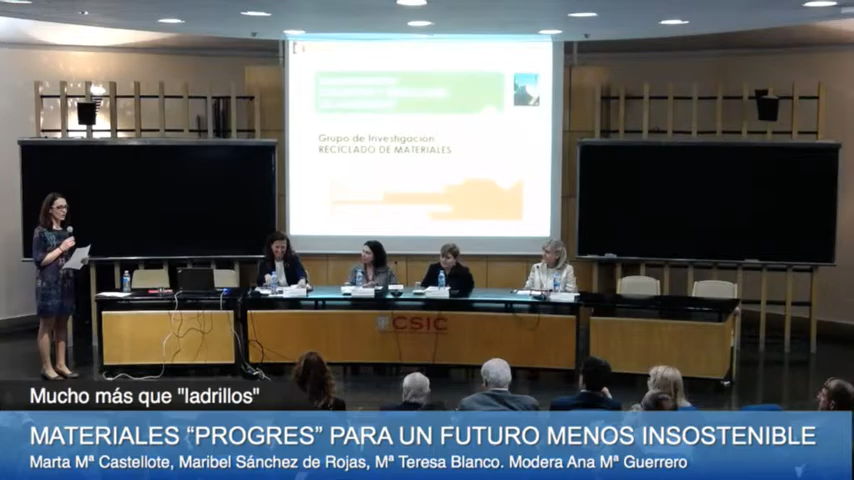 Grupo de Investigación
RECICLADO DE MATERIALES
CSIC
Mucho más que "ladrillos"
MATERIALES “PROGRES” PARA UN FUTURO MENOS INSOSTENIBLE
Marta Mª Castellote, Maribel Sánchez de Rojas, Mª Teresa Blanco. Modera Ana Mª Guerrero